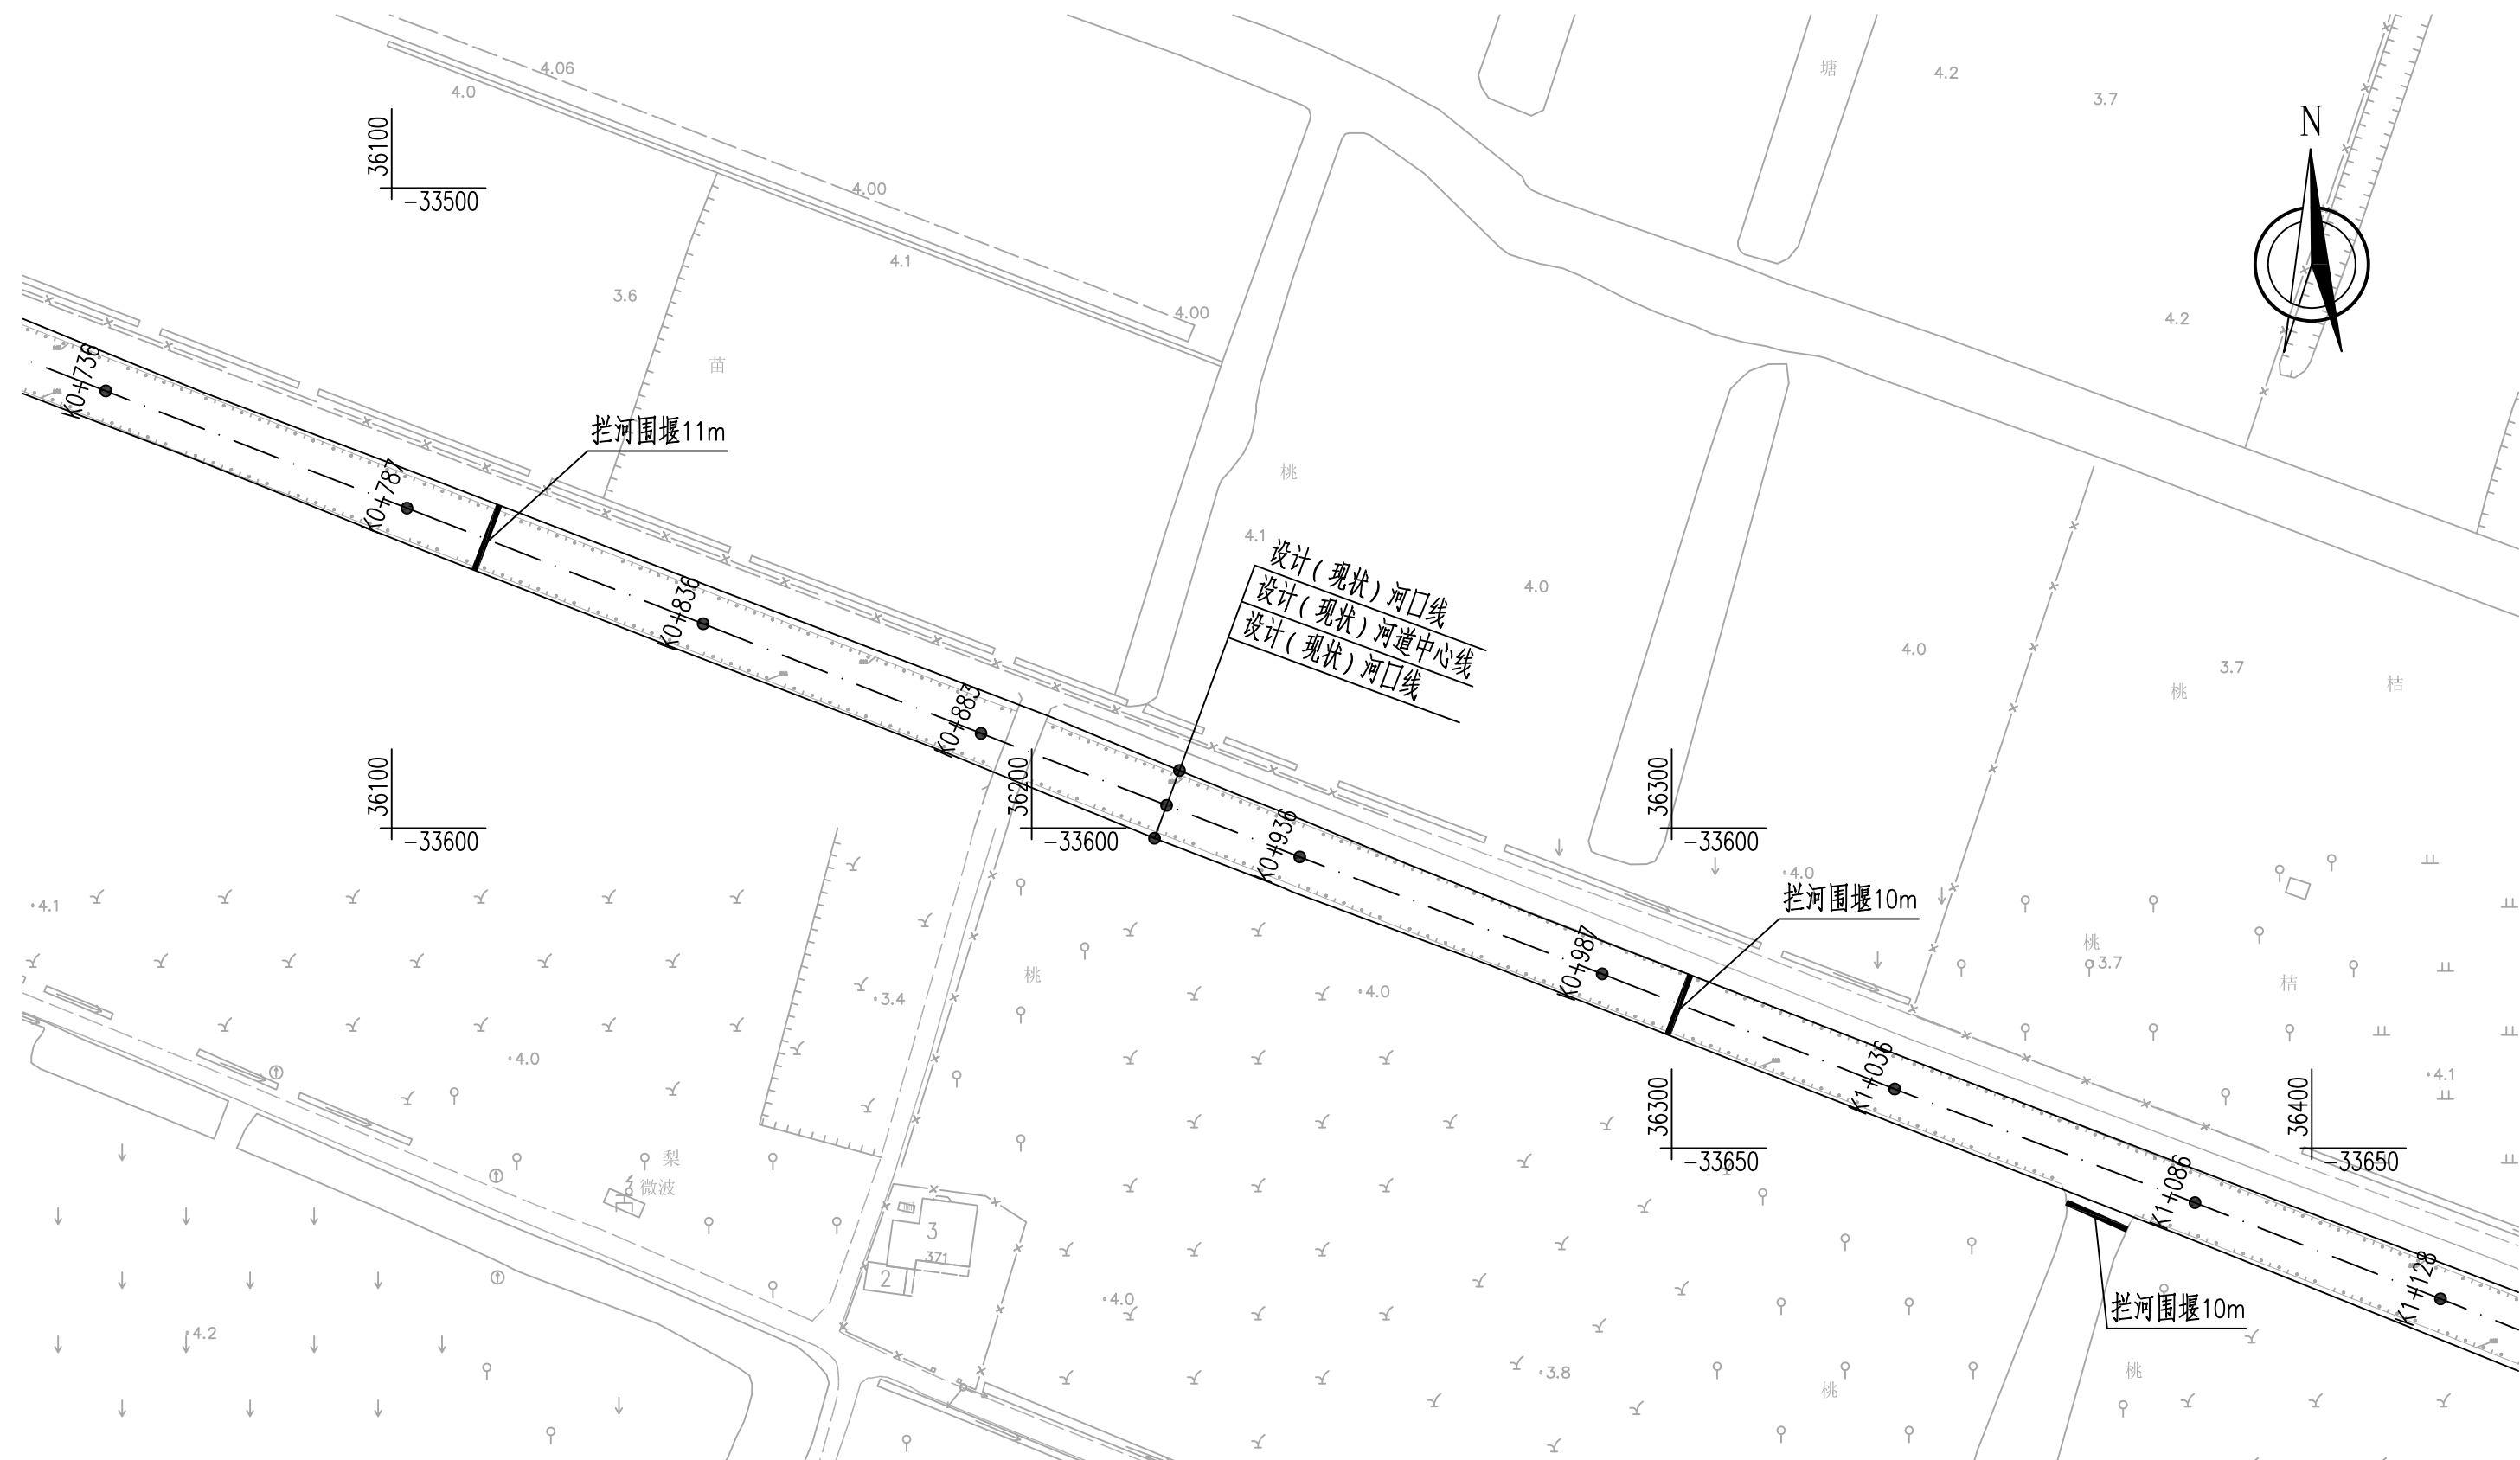 塘
4.2
3.7
4.06
4.0
N
36100
-33500
4.00
4.1
3.6
4.00
4.2
苗
K0+736
拦河围堰11m
桃
K0+787
4.1
设计(现状)河口线
设计(现状)河道中心线
设计(现状)河口线
4.0
K0+836
4.0
3.7
桃
桔
K0+883
36100
-33600
36200
-33600
36300
-33600
K0+936
4.0
拦河围堰10m
4.1
桃
3.7
K0+987
桃
3.4
4.0
桔
4.0
K1+036
4.1
36300
-33650
36400
-33650
梨
微波
K1+086
3
371
2
4.0
K1+128
拦河围堰10m
4.2
3.8
桃
桃